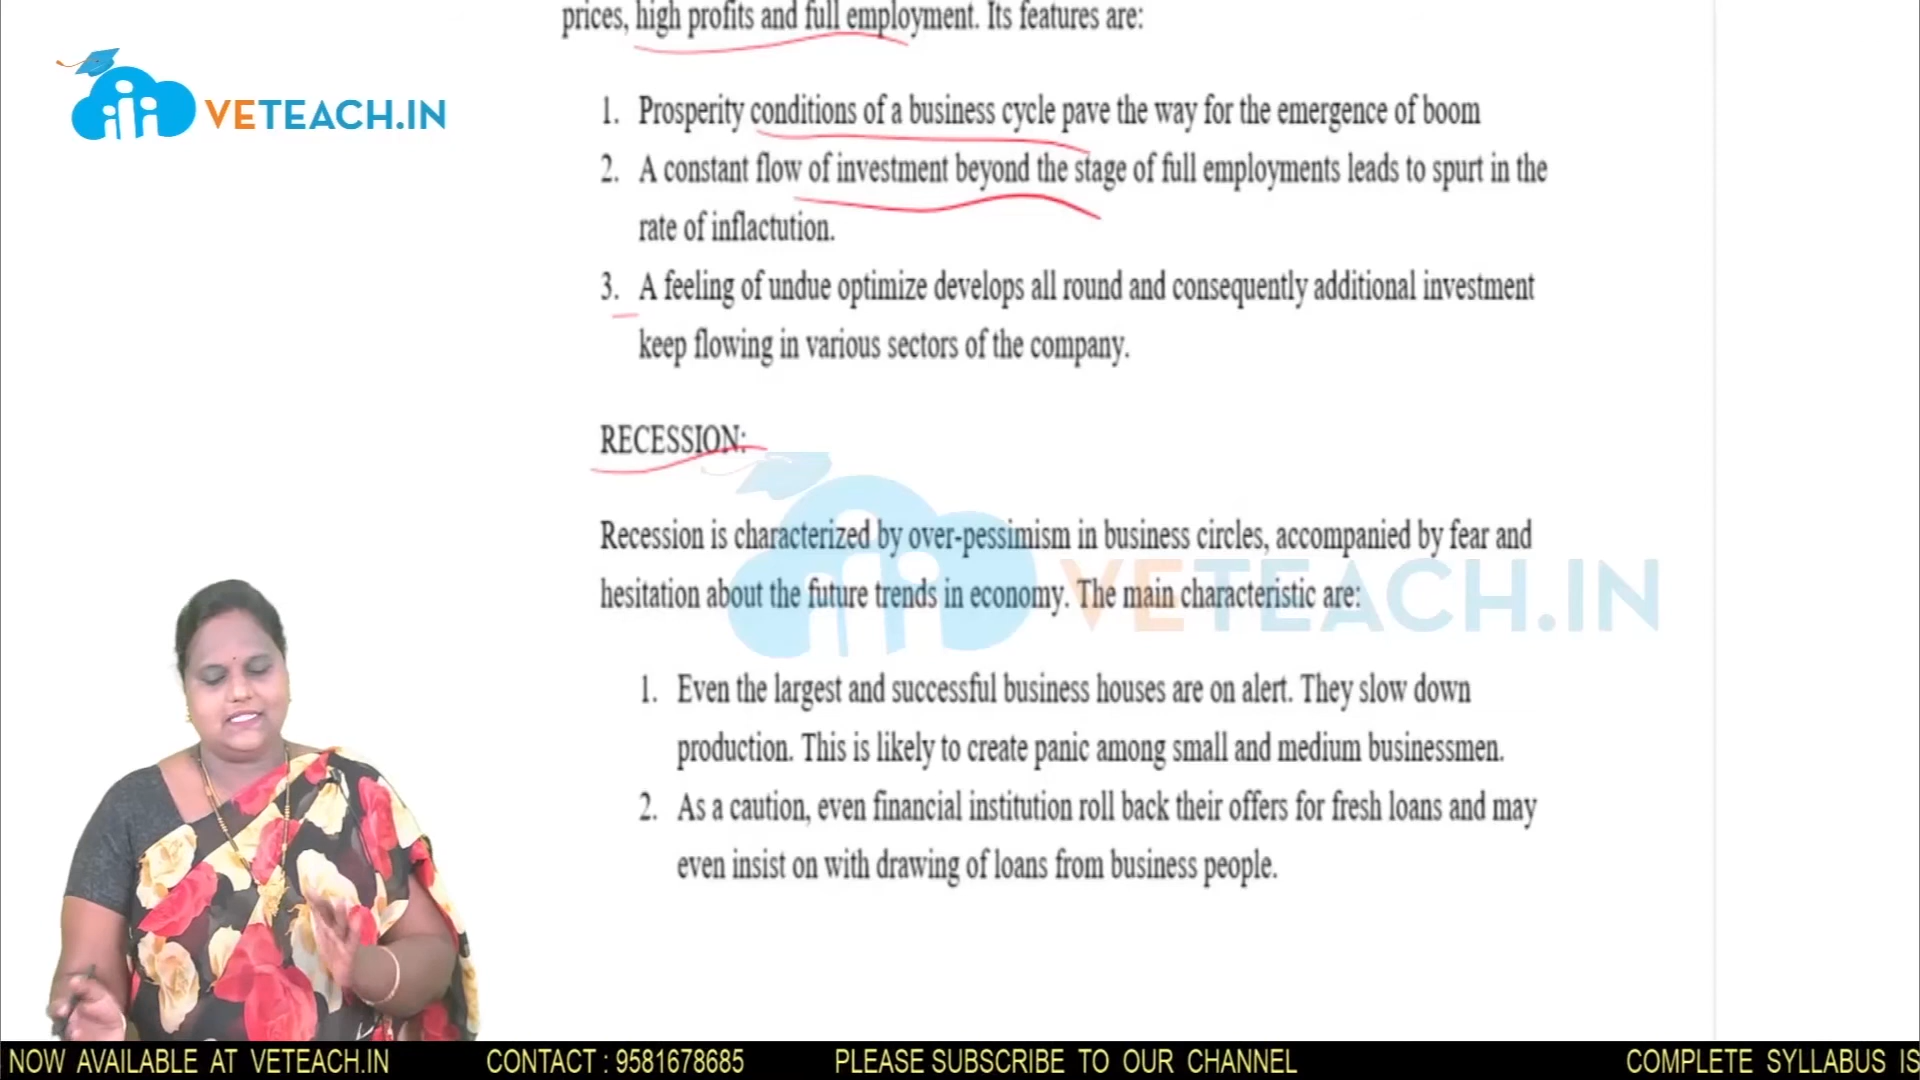 prices, high profits and full employment. Its features are:
VETEACH.IN
1. Prosperity conditions of a business cycle pave the way for the emergence of boom
2. A constant flow of investment beyond the stage of full employments leads to spurt in the
rate of inflactution.
3. A feeling of undue optimize develops all round and consequently additional investment
keep flowing in various sectors of the company.
RECESSION:
Recession is characterized by over-pessimism in business circles, accompanied by fear and
hesitation about the future trends in economy. The main characteristic are:
VETEACH.IN
1. Even the largest and successful business houses are on alert. They slow down
production. This is likely to create panic among small and medium businessmen.
2. As a caution, even financial institution roll back their offers for fresh loans and may
even insist on with drawing of loans from business people.
NOW AVAILABLE AT VETEACH.IN CONTACT : 9581678685 PLEASE SUBSCRIBE TO OUR CHANNEL COMPLETE SYLLABUS IS